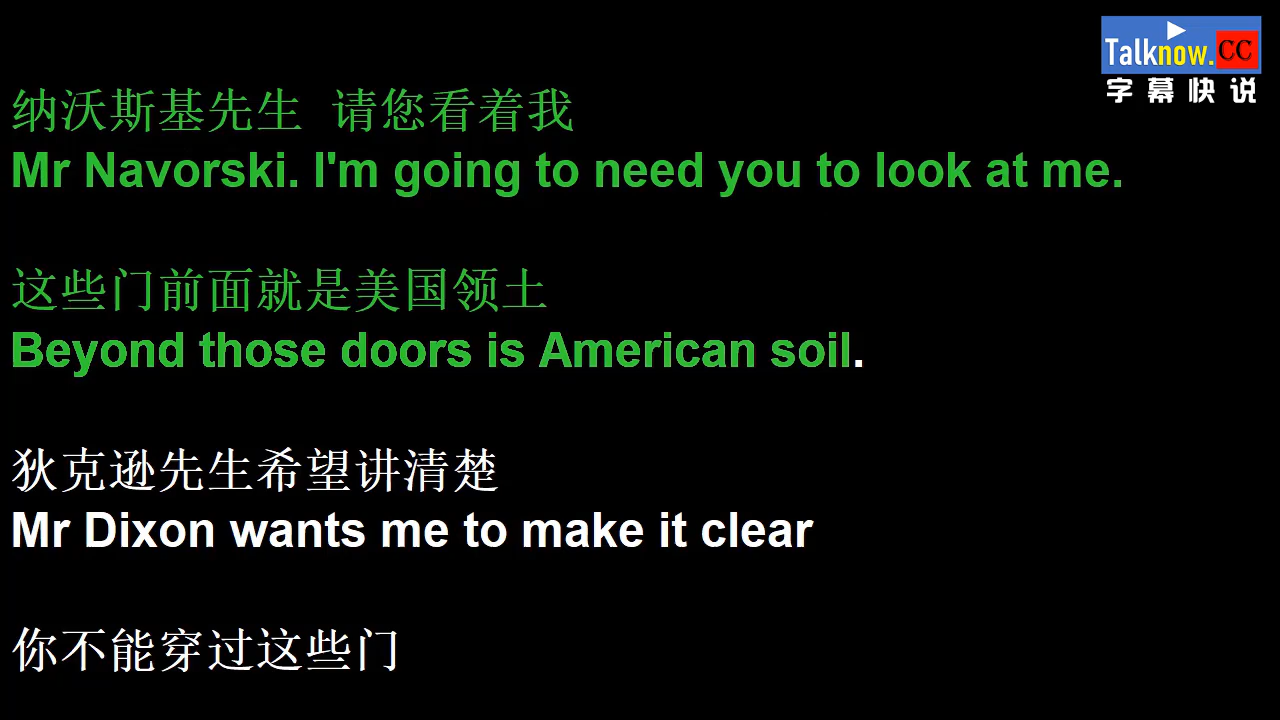 Talknow.CC
字幕快说
纳沃斯基先生 请您看着我
Mr Navorski. I'm going to need you to look at me.
这些门前面就是美国领土
Beyond those doors is American soil.
狄克逊先生希望讲清楚
Mr Dixon wants me to make it clear
你不能穿过这些门